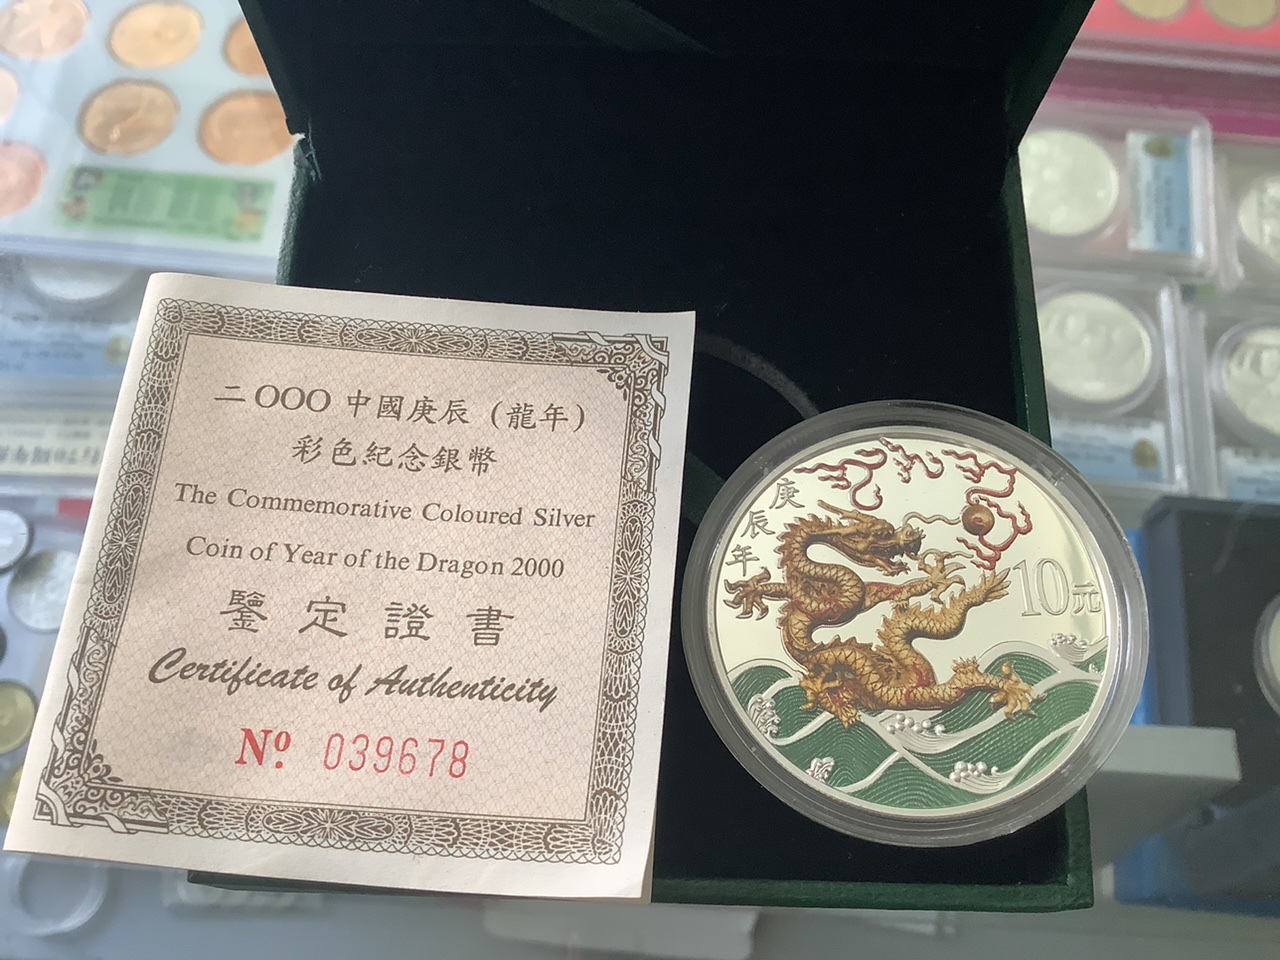 二OOO中國庚辰（龍年）
彩色紀念銀幣
The Commemorative Coloured Silver
Coin of Year of the Dragon 2000
鑒定證書
Certificate of Authenticity
Nº 039678
庚辰年
10元